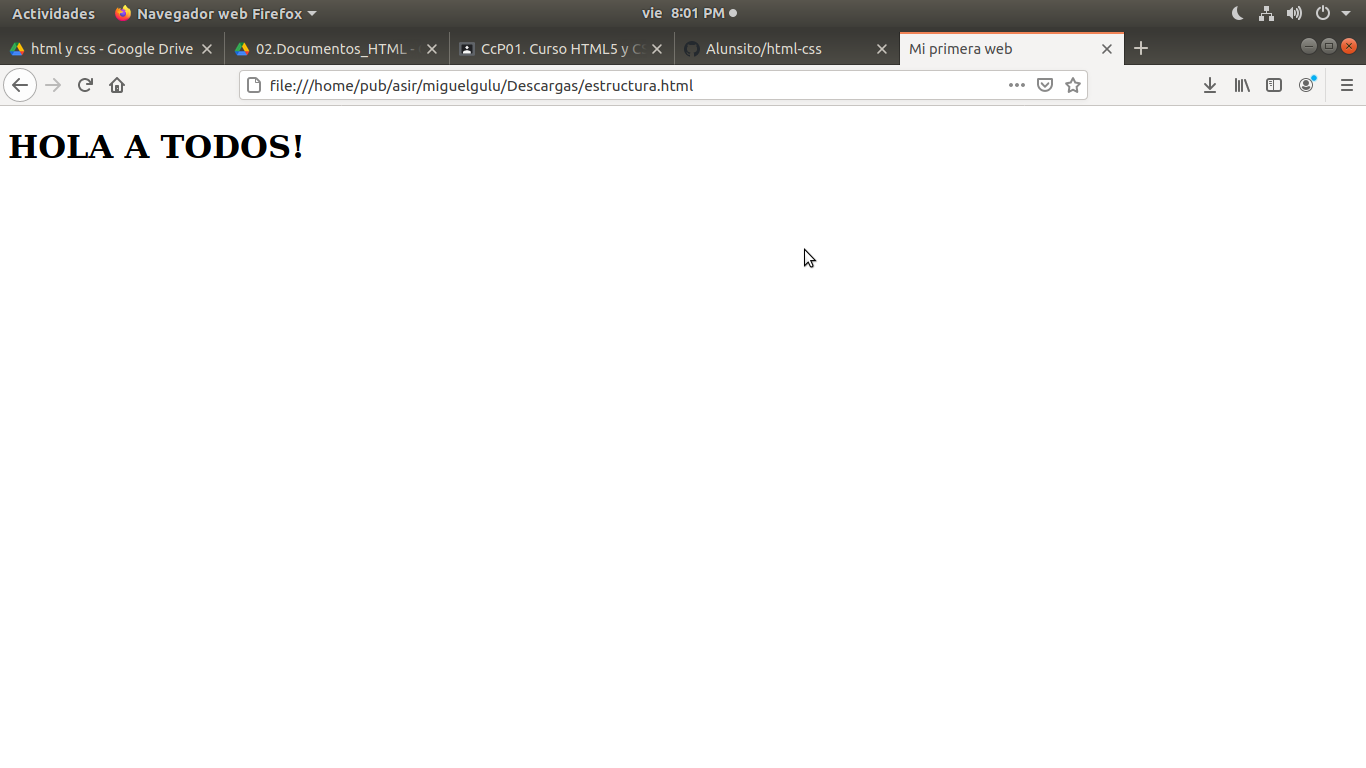 Actividades Navegador web Firefox vie 8:01 PM
html y css - Google Drive 02.Documentos_HTML - CcP01. Curso HTML5 y CS Alunsito/html-css Mi primera web
file:///home/pub/asir/miguelgulu/Descargas/estructura.html
HOLA A TODOS!